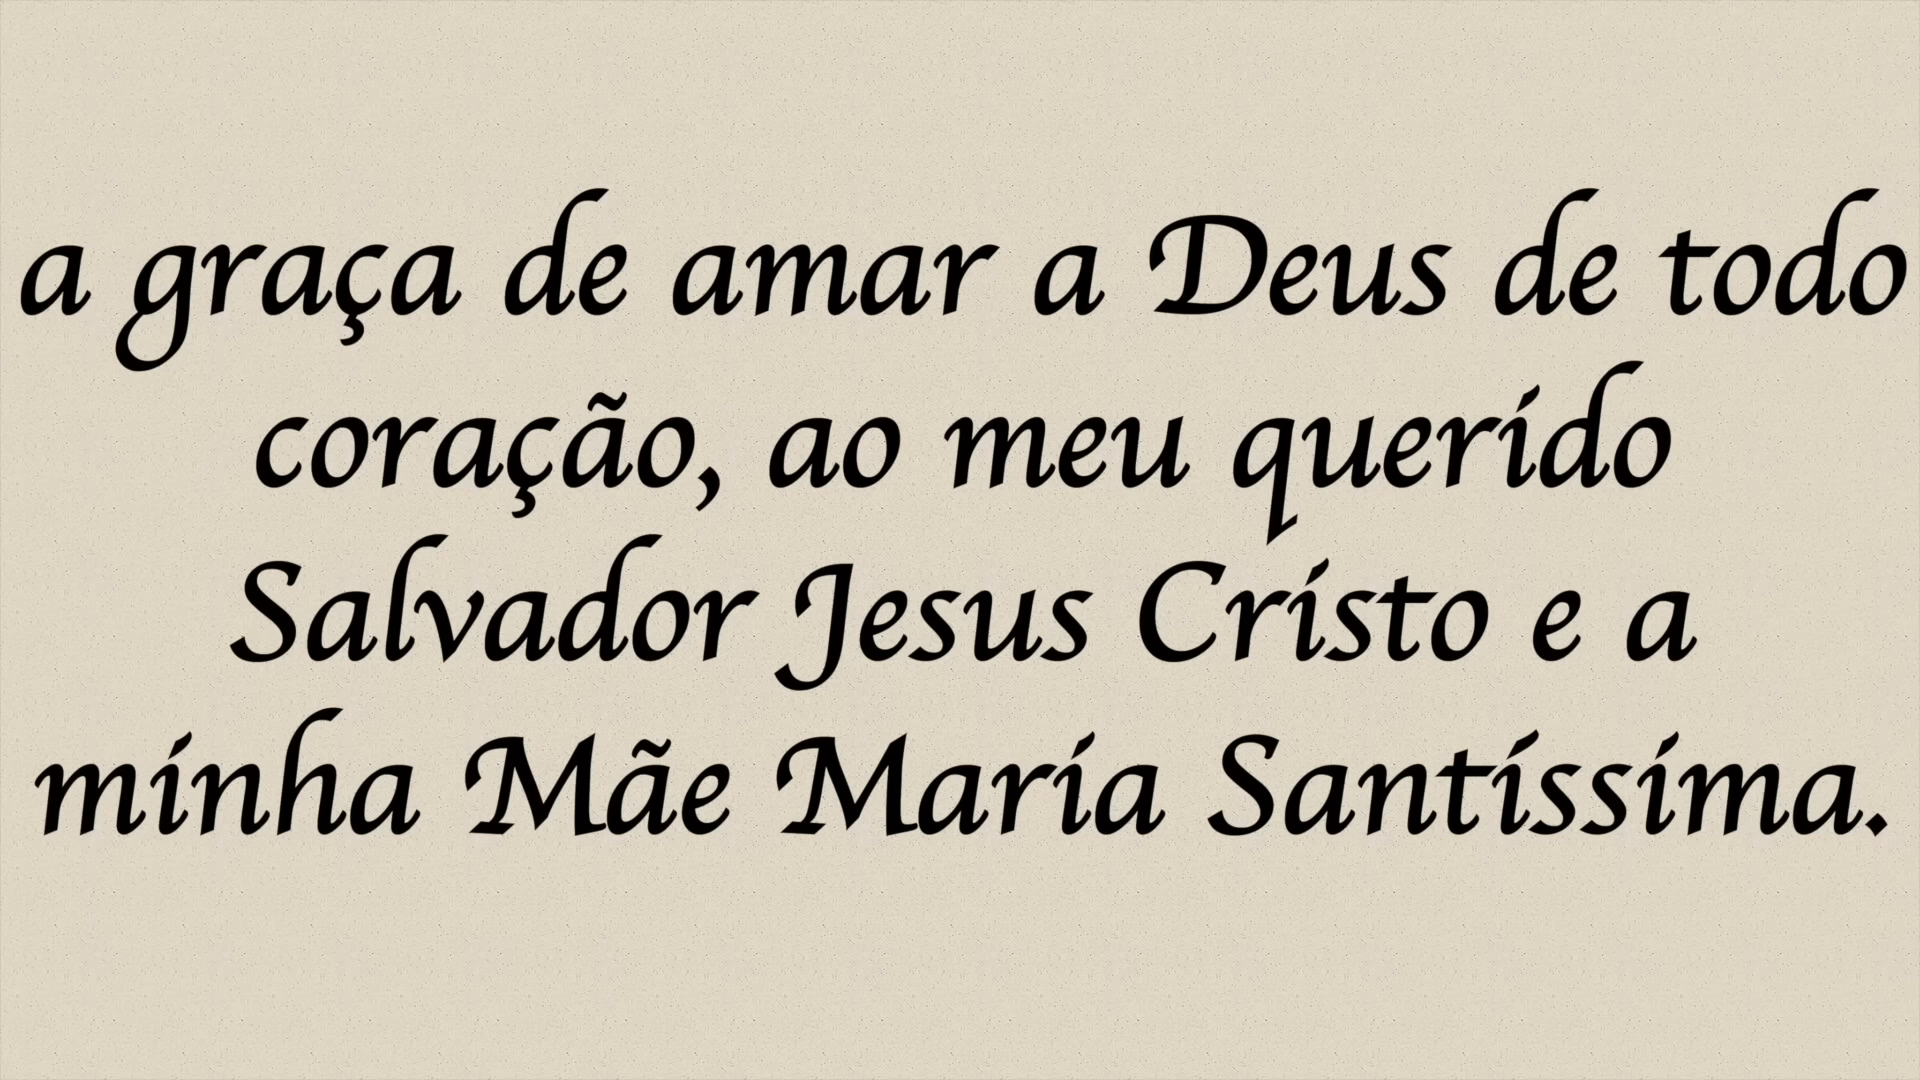 a graça de amar a Deus de todo
coração, ao meu querido
Salvador Jesus Cristo e a
minha Mãe Maria Santíssima.